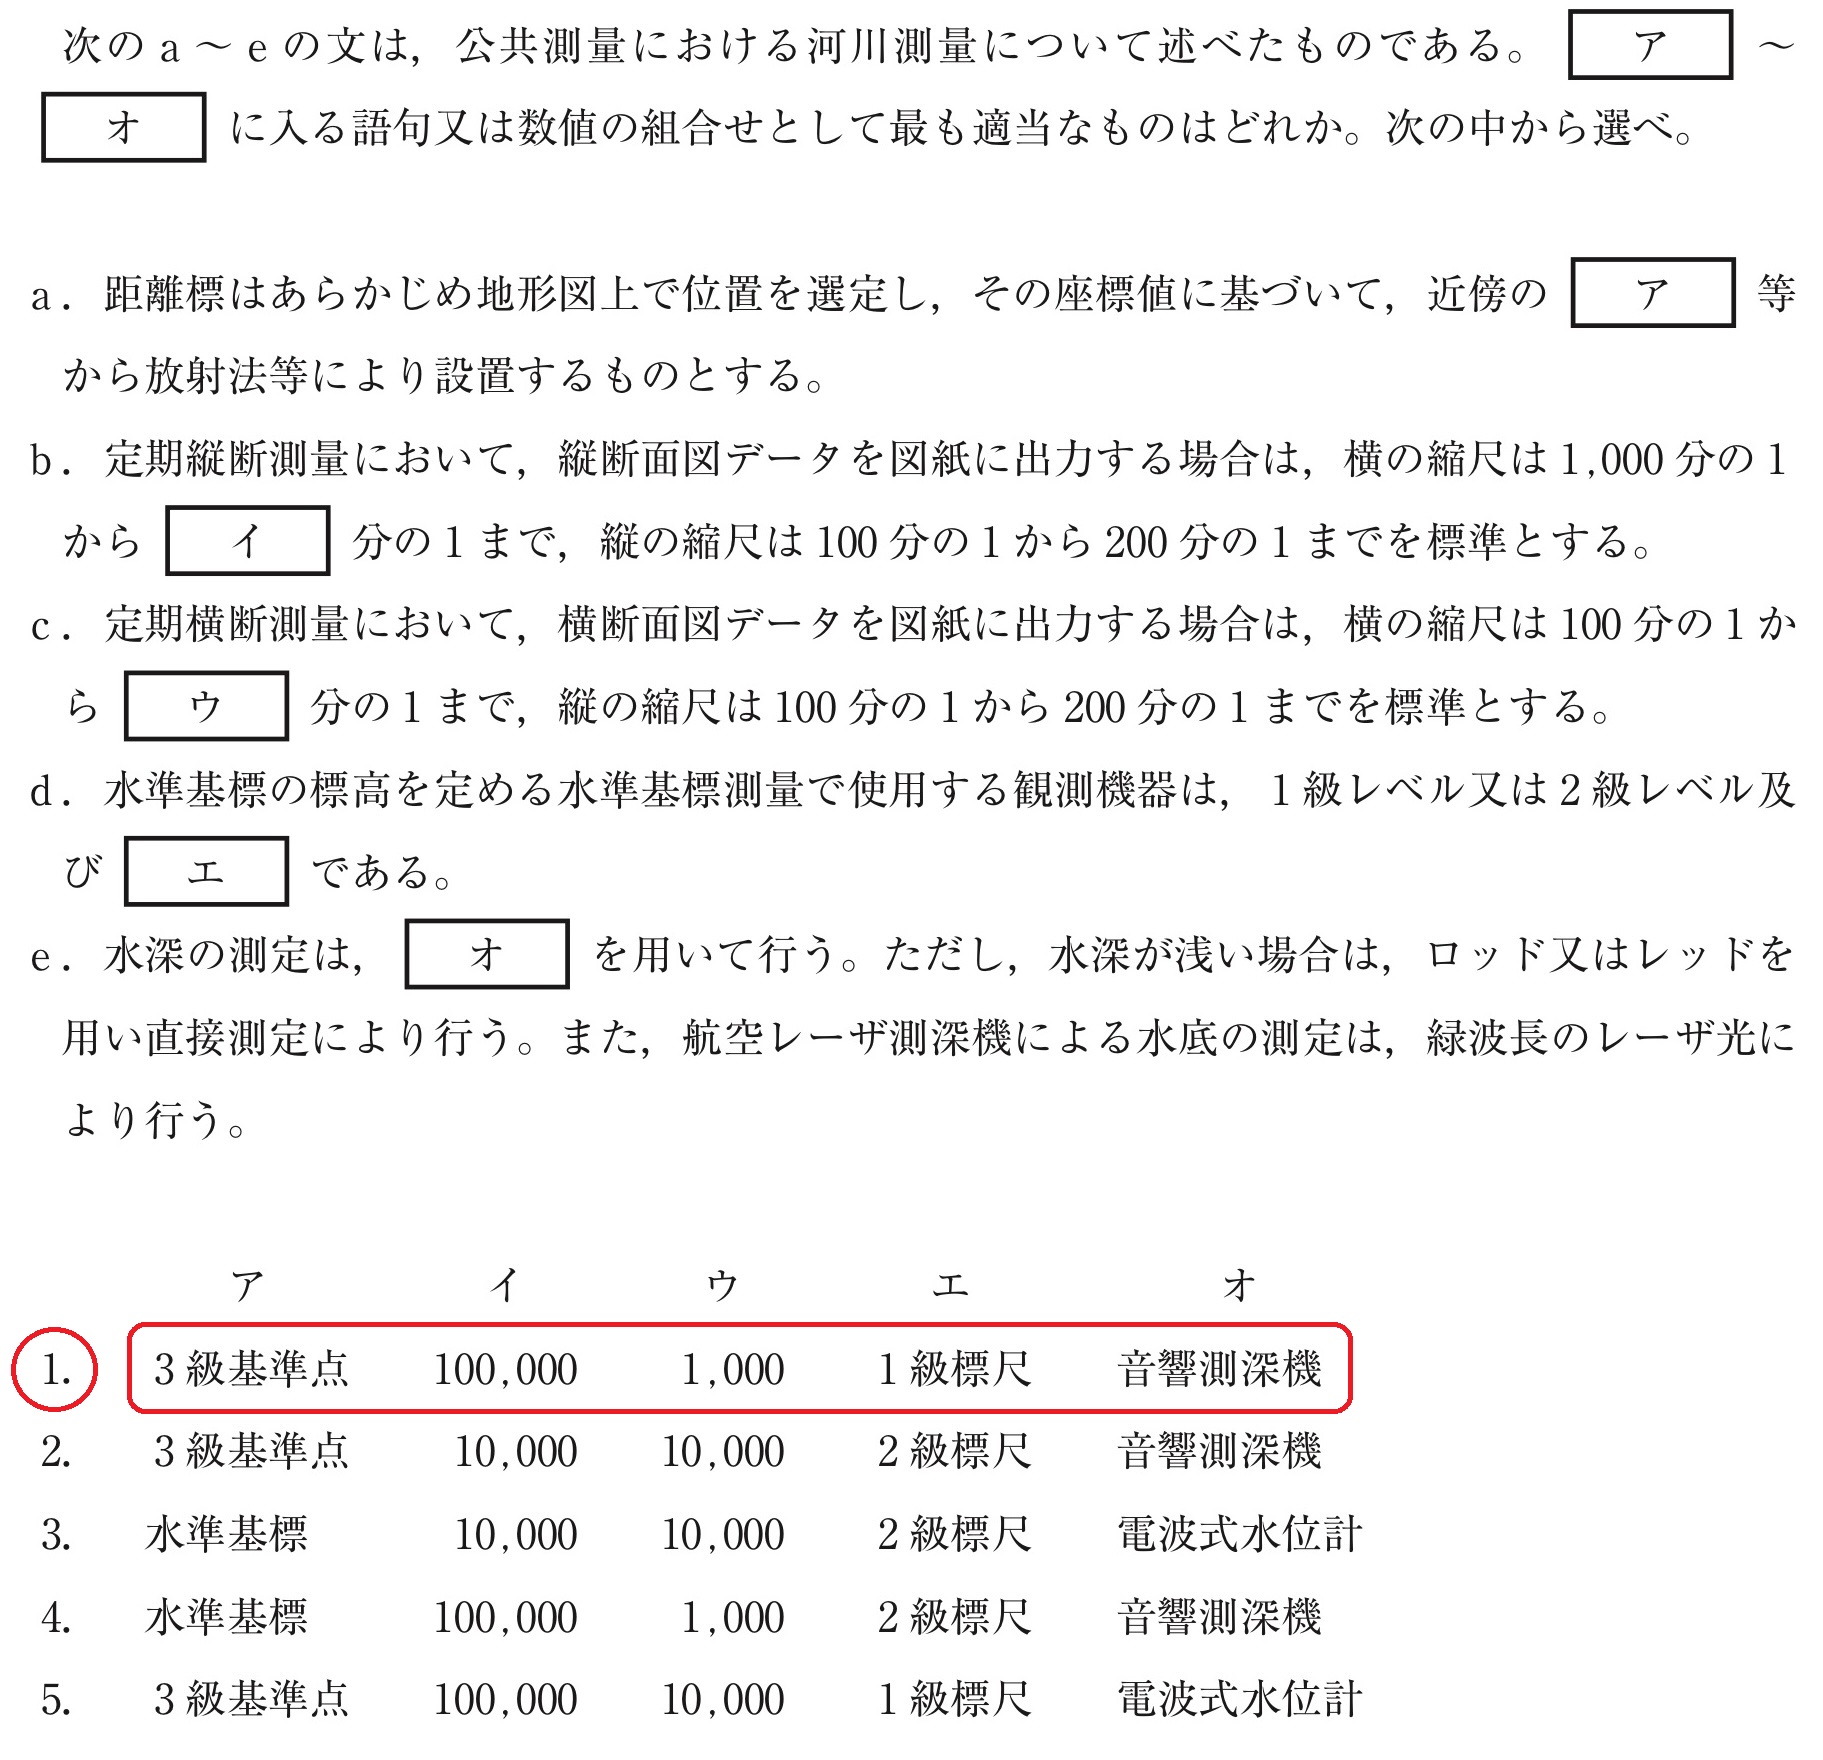 次の a ～ e の文は，公共測量における河川測量について述べたものである。 ア ～
オ に入る語句又は数値の組合せとして最も適当なものはどれか。次の中から選べ。
a．距離標はあらかじめ地形図上で位置を選定し，その座標値に基づいて，近傍の ア 等
から放射法等により設置するものとする。
b．定期縦断測量において，縦断面図データを図紙に出力する場合は，横の縮尺は 1,000 分の 1
から イ 分の 1 まで，縦の縮尺は 100 分の 1 から 200 分の 1 までを標準とする。
c．定期横断測量において，横断面図データを図紙に出力する場合は，横の縮尺は 100 分の 1 か
ら ウ 分の 1 まで，縦の縮尺は 100 分の 1 から 200 分の 1 までを標準とする。
d．水準基標の標高を定める水準基標測量で使用する観測機器は，1 級レベル又は 2 級レベル及
び エ である。
e．水深の測定は， オ を用いて行う。ただし，水深が浅い場合は，ロッド又はレッドを
用い直接測定により行う。また，航空レーザ測深機による水底の測定は，緑波長のレーザ光に
より行う。
ア イ ウ エ オ
1. 3 級基準点 100,000 1,000 1 級標尺 音響測深機
2. 3 級基準点 10,000 10,000 2 級標尺 音響測深機
3. 水準基標 10,000 10,000 2 級標尺 電波式水位計
4. 水準基標 100,000 1,000 2 級標尺 音響測深機
5. 3 級基準点 100,000 10,000 1 級標尺 電波式水位計